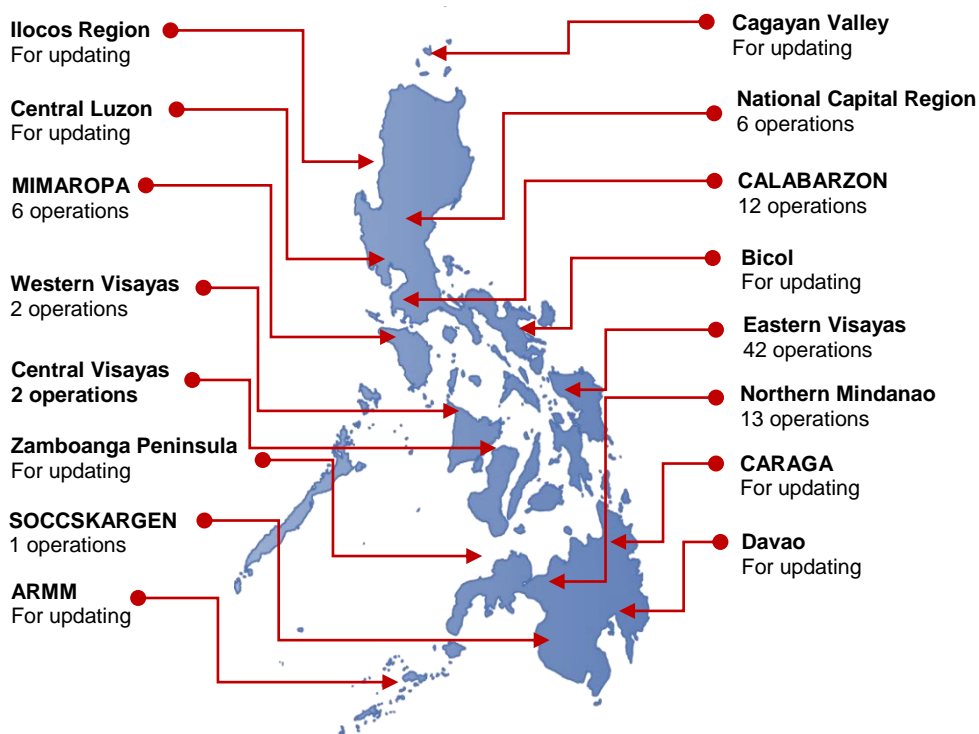 Ilocos Region
For updating
Central Luzon
For updating
MIMAROPA
6 operations
Western Visayas
2 operations
Central Visayas
2 operations
Zamboanga Peninsula
For updating
SOCCSKARGEN
1 operations
ARMM
For updating
Cagayan Valley
For updating
National Capital Region
6 operations
CALABARZON
12 operations
Bicol
For updating
Eastern Visayas
42 operations
Northern Mindanao
13 operations
CARAGA
For updating
Davao
For updating